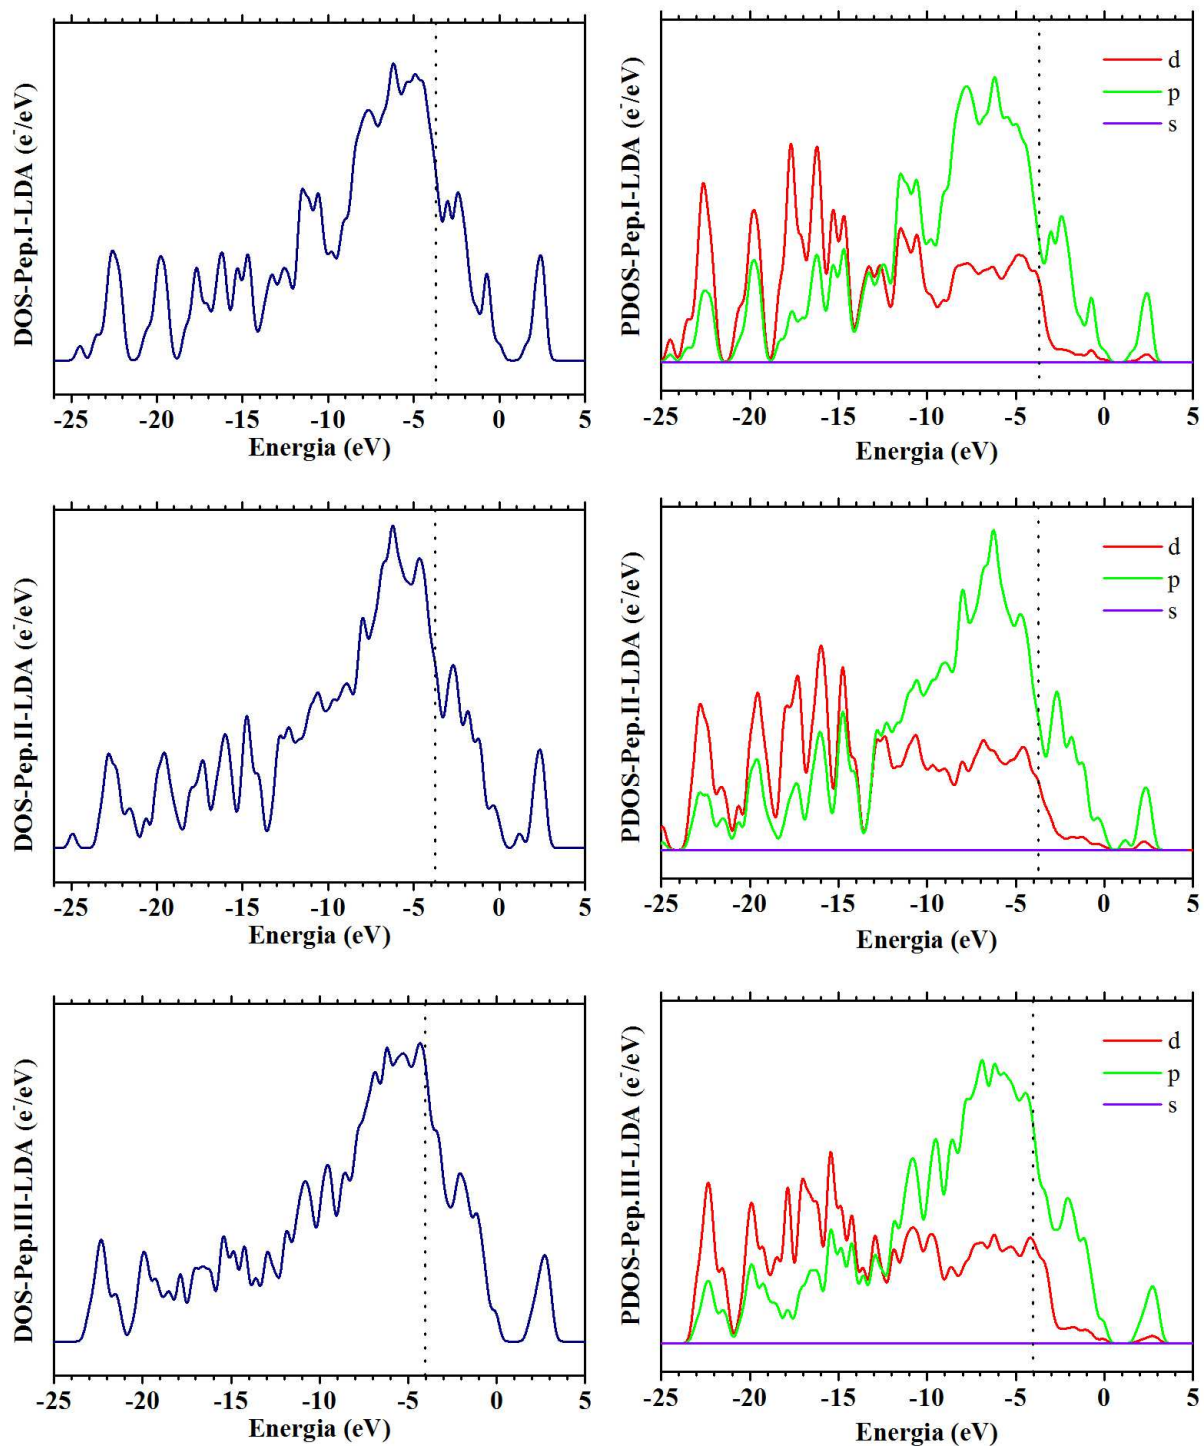 DOS-Pep.I-LDA (e⁻/eV)
-25 -20 -15 -10 -5 0 5
Energia (eV)
PDOS-Pep.I-LDA (e⁻/eV)
d
p
s
-25 -20 -15 -10 -5 0 5
Energia (eV)
DOS-Pep.II-LDA (e⁻/eV)
-25 -20 -15 -10 -5 0 5
Energia (eV)
PDOS-Pep.II-LDA (e⁻/eV)
d
p
s
-25 -20 -15 -10 -5 0 5
Energia (eV)
DOS-Pep.III-LDA (e⁻/eV)
-25 -20 -15 -10 -5 0 5
Energia (eV)
PDOS-Pep.III-LDA (e⁻/eV)
d
p
s
-25 -20 -15 -10 -5 0 5
Energia (eV)